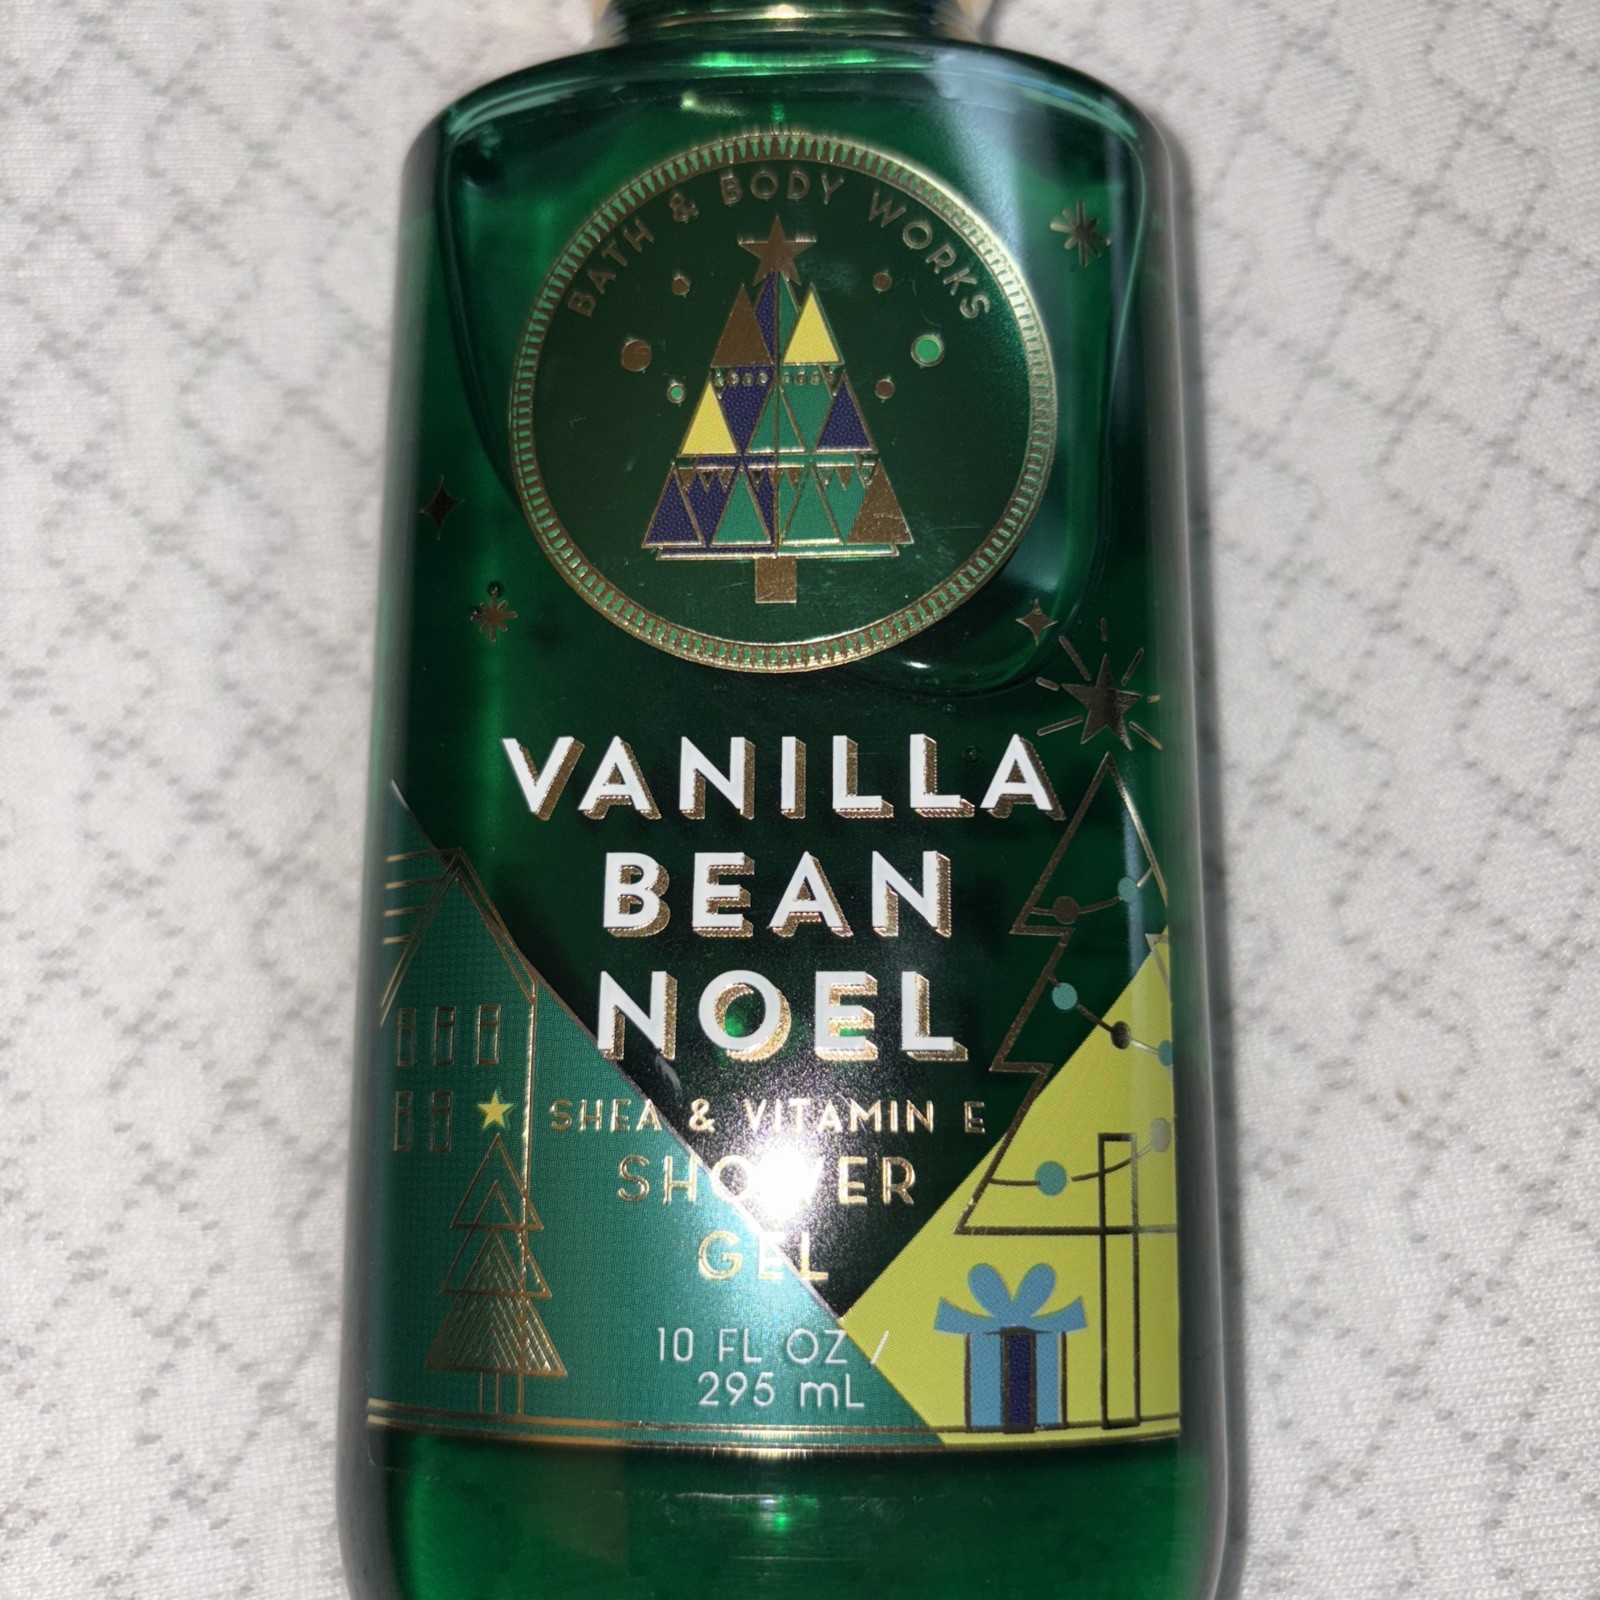 BATH & BODY WORKS
VANILLA
BEAN
NOEL
SHEA & VITAMIN E
SHOWER
GEL
10 FL OZ /
295 mL